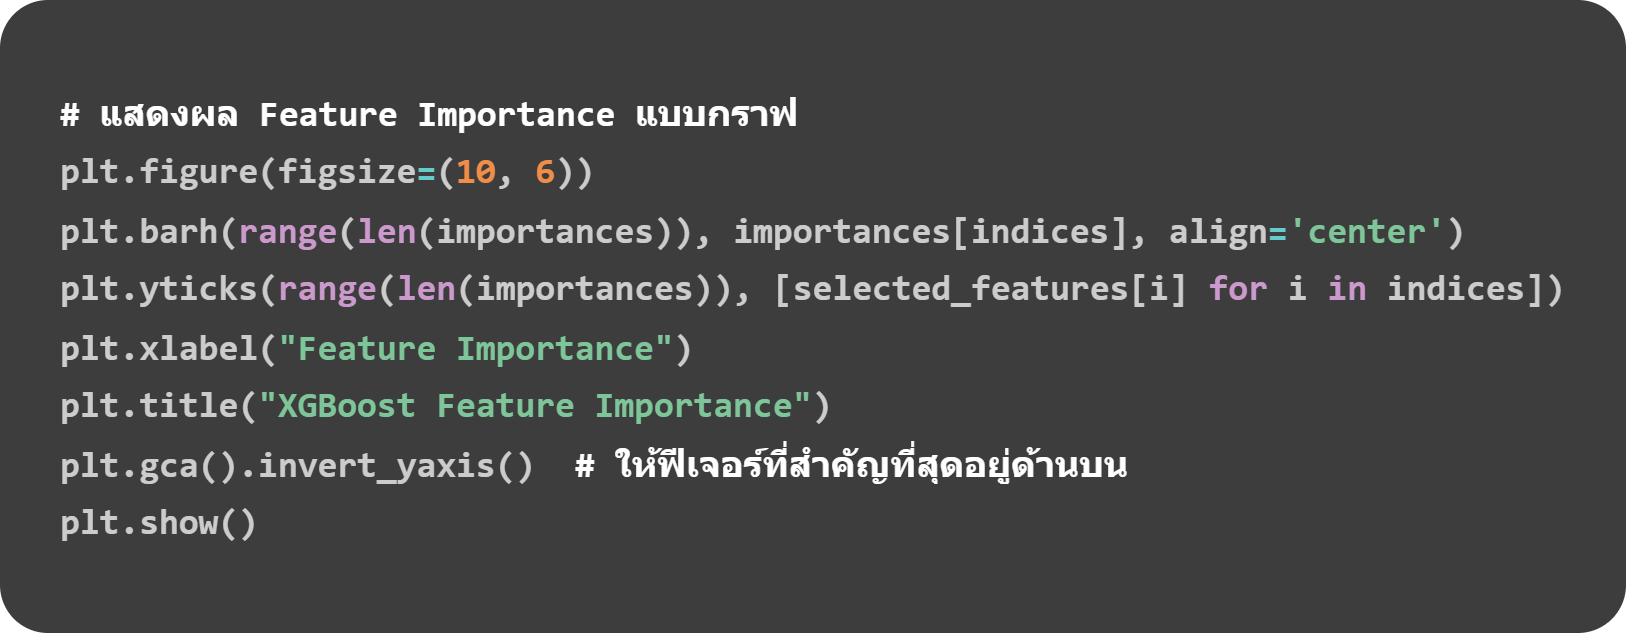 # แสดงผล Feature Importance แบบกราฟ
plt.figure(figsize=(10, 6))
plt.barh(range(len(importances)), importances[indices], align='center')
plt.yticks(range(len(importances)), [selected_features[i] for i in indices])
plt.xlabel("Feature Importance")
plt.title("XGBoost Feature Importance")
plt.gca().invert_yaxis()  # ให้ฟีเจอร์ที่สำคัญที่สุดอยู่ด้านบน
plt.show()